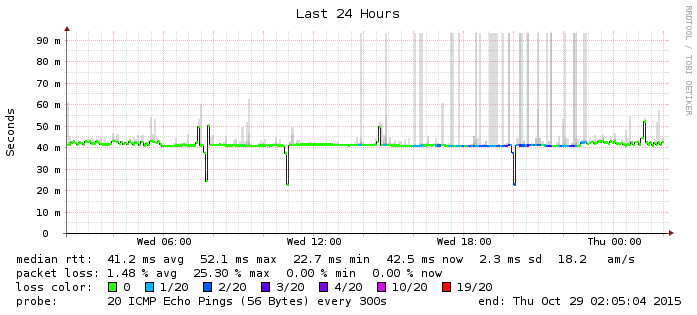 Last 24 Hours
RRDTOOL / TOBI OETIKER
Seconds
90 m
80 m
70 m
60 m
50 m
40 m
30 m
20 m
10 m
0
Wed 06:00 Wed 12:00 Wed 18:00 Thu 00:00
median rtt: 41.2 ms avg 52.1 ms max 22.7 ms min 42.5 ms now 2.3 ms sd 18.2 am/s
packet loss: 1.48 % avg 25.30 % max 0.00 % min 0.00 % now
loss color: 0 1/20 2/20 3/20 4/20 10/20 19/20
probe: 20 ICMP Echo Pings (56 Bytes) every 300s end: Thu Oct 29 02:05:04 2015